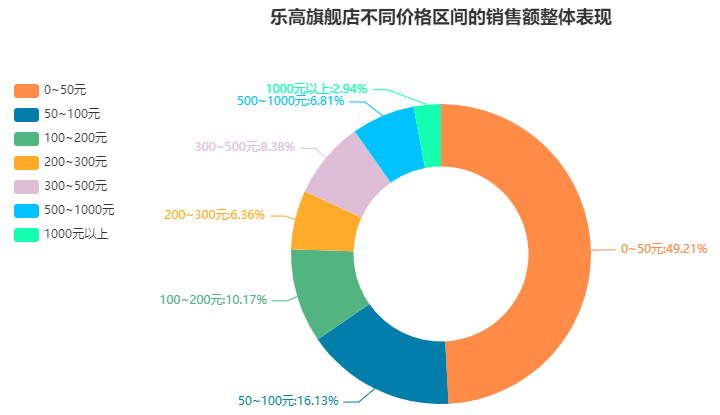 乐高旗舰店不同价格区间的销售额整体表现
0~50元
50~100元
100~200元
200~300元
300~500元
500~1000元
1000元以上
1000元以上:2.94%
500~1000元:6.81%
300~500元:8.38%
200~300元:6.36%
0~50元:49.21%
100~200元:10.17%
50~100元:16.13%